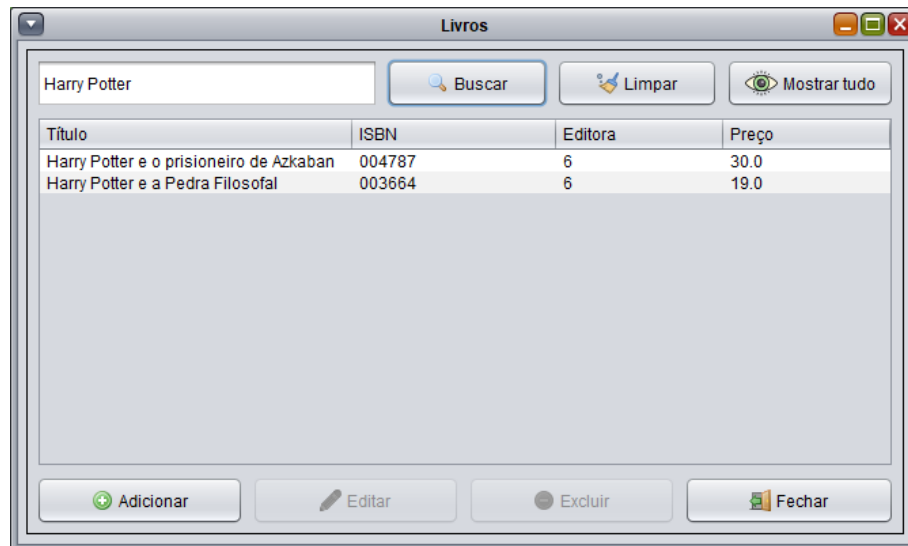 Livros
Harry Potter Buscar Limpar Mostrar tudo
Título ISBN Editora Preço
Harry Potter e o prisioneiro de Azkaban 004787 6 30.0
Harry Potter e a Pedra Filosofal 003664 6 19.0
Adicionar Editar Excluir Fechar